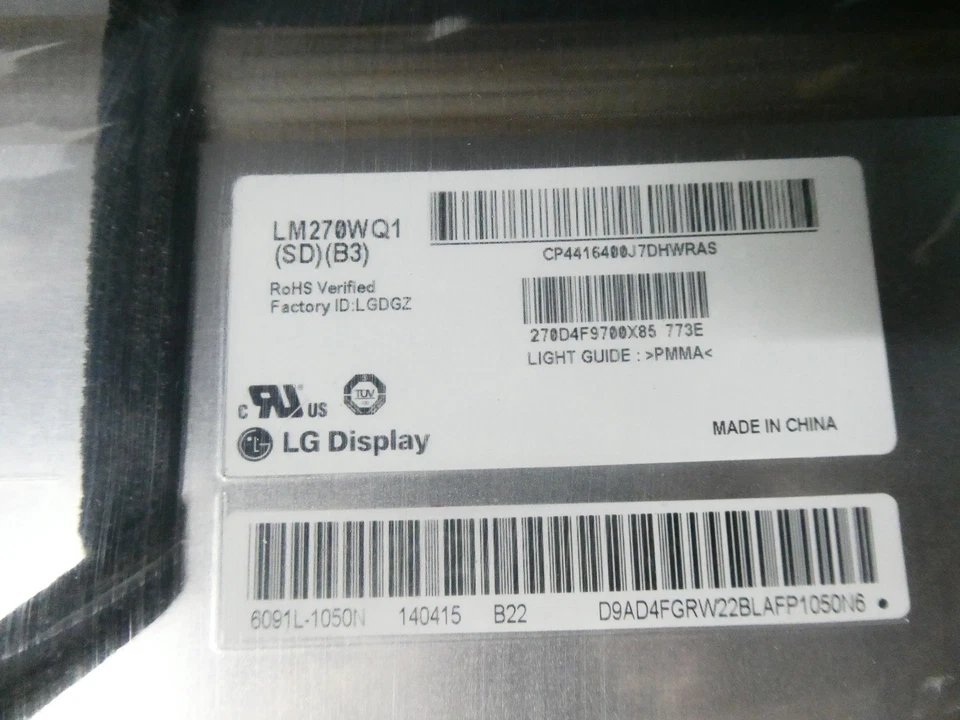 LM270WQ1
(SD)(B3)
CP4416400J7DHWRAS
RoHS Verified
Factory ID:LGDGZ
270D4F9700X85 773E
LIGHT GUIDE : >PMMA<
C RU US
TÜV
LG Display
MADE IN CHINA
6091L-1050N 140415 B22 D9AD4FGRW22BLAFP1050N6